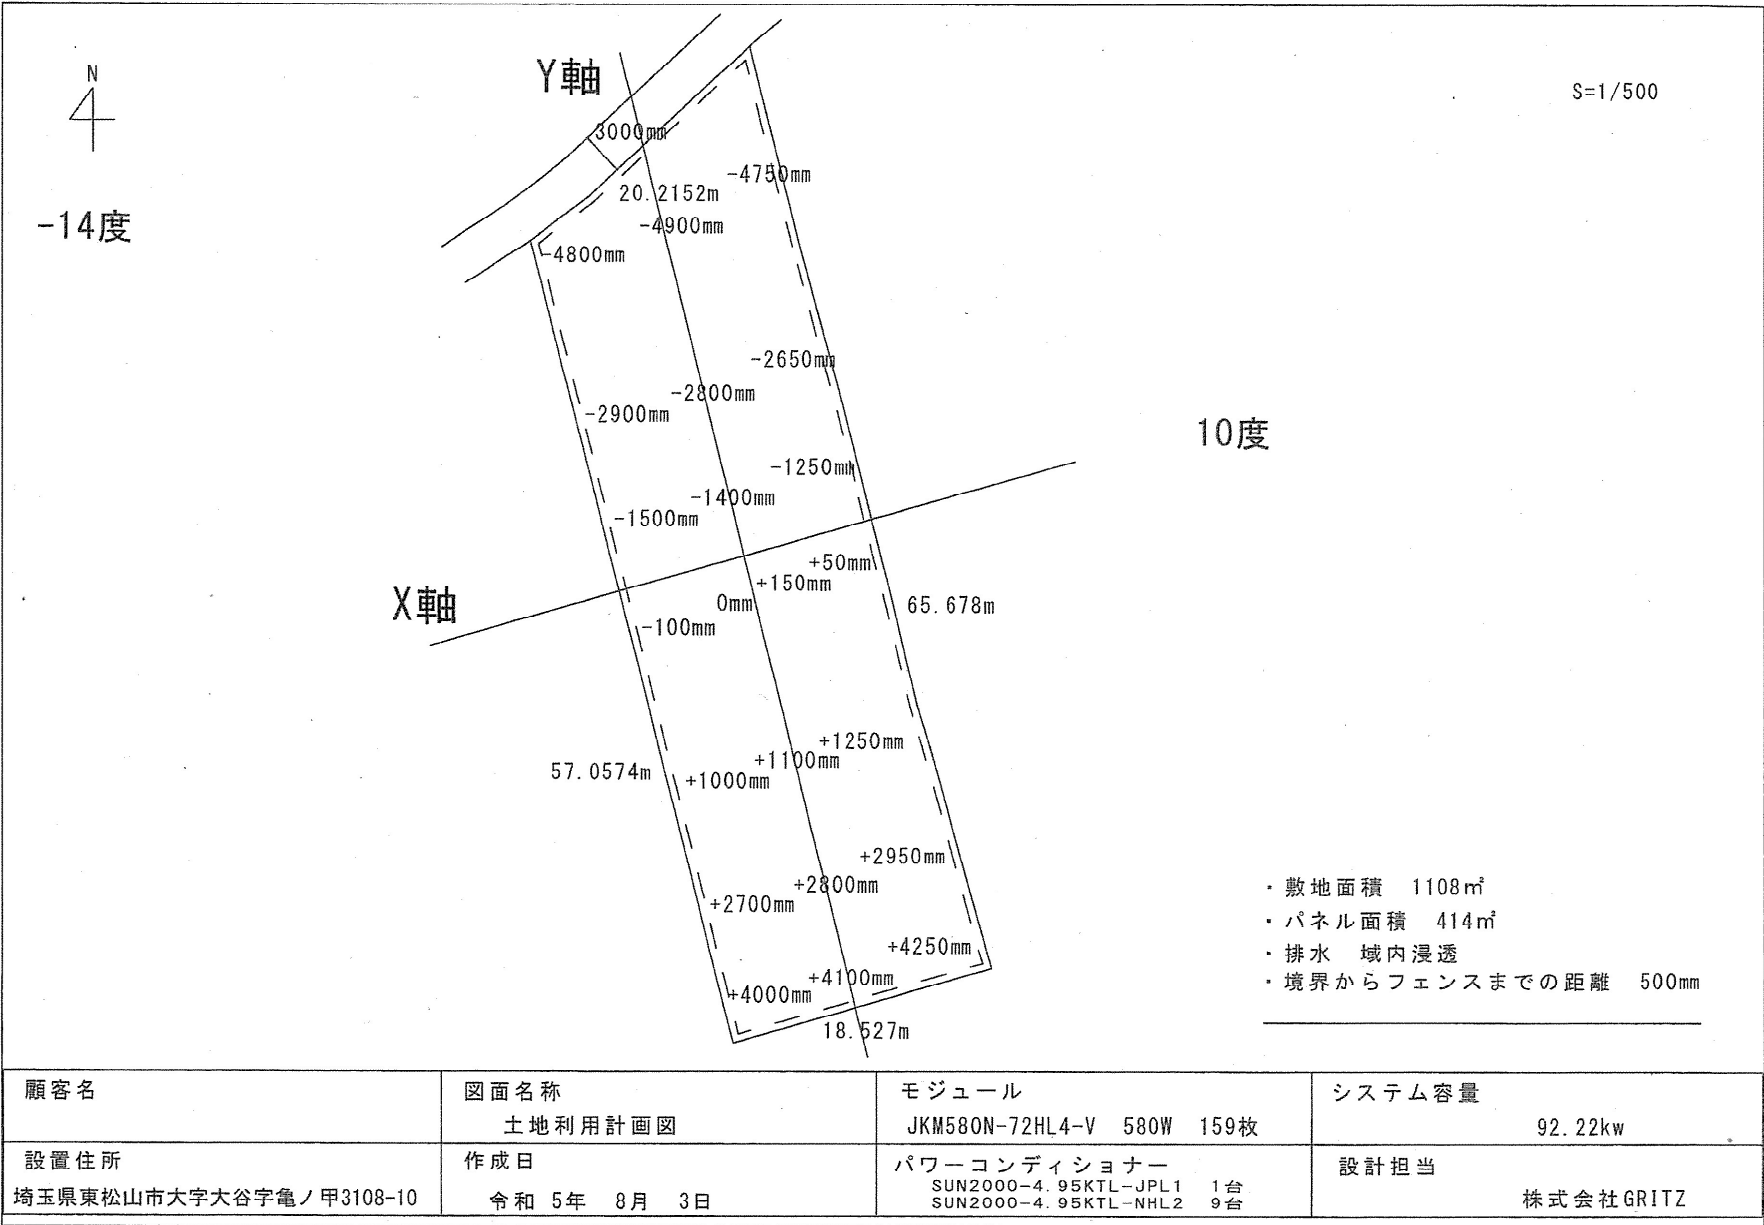 N
Y軸
S=1/500
3000mm
-4750mm
20.2152m
-14度
-4900mm
-4800mm
-2650mm
-2800mm
-2900mm
10度
-1250mm
-1400mm
-1500mm
+50mm
+150mm
X軸
0mm
65.678m
-100mm
+1250mm
+1100mm
57.0574m
+1000mm
+2950mm
+2800mm
+2700mm
+4250mm
+4100mm
+4000mm
18.527m
・敷地面積 1108㎡
・パネル面積 414㎡
・排水 域内浸透
・境界からフェンスまでの距離 500mm
顧客名
図面名称
土地利用計画図
モジュール
JKM580N-72HL4-V 580W 159枚
システム容量
92.22kw
設置住所
埼玉県東松山市大字大谷字亀ノ甲3108-10
作成日
令和 5年 8月 3日
パワーコンディショナー
SUN2000-4.95KTL-JPL1 1台
SUN2000-4.95KTL-NHL2 9台
設計担当
株式会社GRITZ